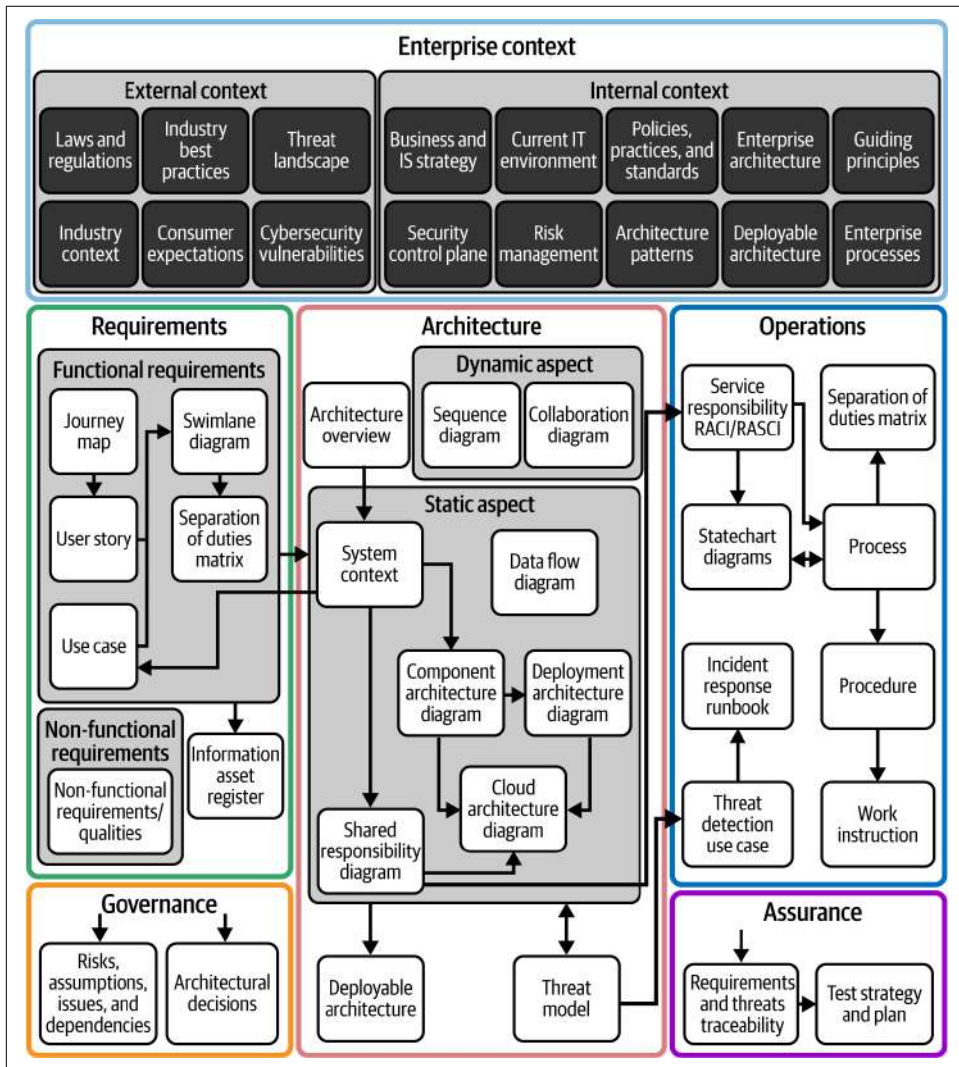 Enterprise context
External context
Laws and
regulations
Industry
best
practices
Threat
landscape
Industry
context
Consumer
expectations
Cybersecurity
vulnerabilities
Internal context
Business and
IS strategy
Current IT
environment
Policies,
practices, and
standards
Enterprise
architecture
Guiding
principles
Security
control plane
Risk
management
Architecture
patterns
Deployable
architecture
Enterprise
processes
Requirements
Functional requirements
Journey
map
Swimlane
diagram
User story
Separation
of duties
matrix
Use case
Non-functional
requirements
Non-functional
requirements/
qualities
Information
asset
register
Architecture
Architecture
overview
Dynamic aspect
Sequence
diagram
Collaboration
diagram
Static aspect
System
context
Data flow
diagram
Component
architecture
diagram
Deployment
architecture
diagram
Cloud
architecture
diagram
Shared
responsibility
diagram
Deployable
architecture
Threat
model
Operations
Service
responsibility
RACI/RASCI
Separation of
duties matrix
Statechart
diagrams
Process
Incident
response
runbook
Procedure
Threat
detection
use case
Work
instruction
Governance
Risks,
assumptions,
issues, and
dependencies
Architectural
decisions
Assurance
Requirements
and threats
traceability
Test strategy
and plan